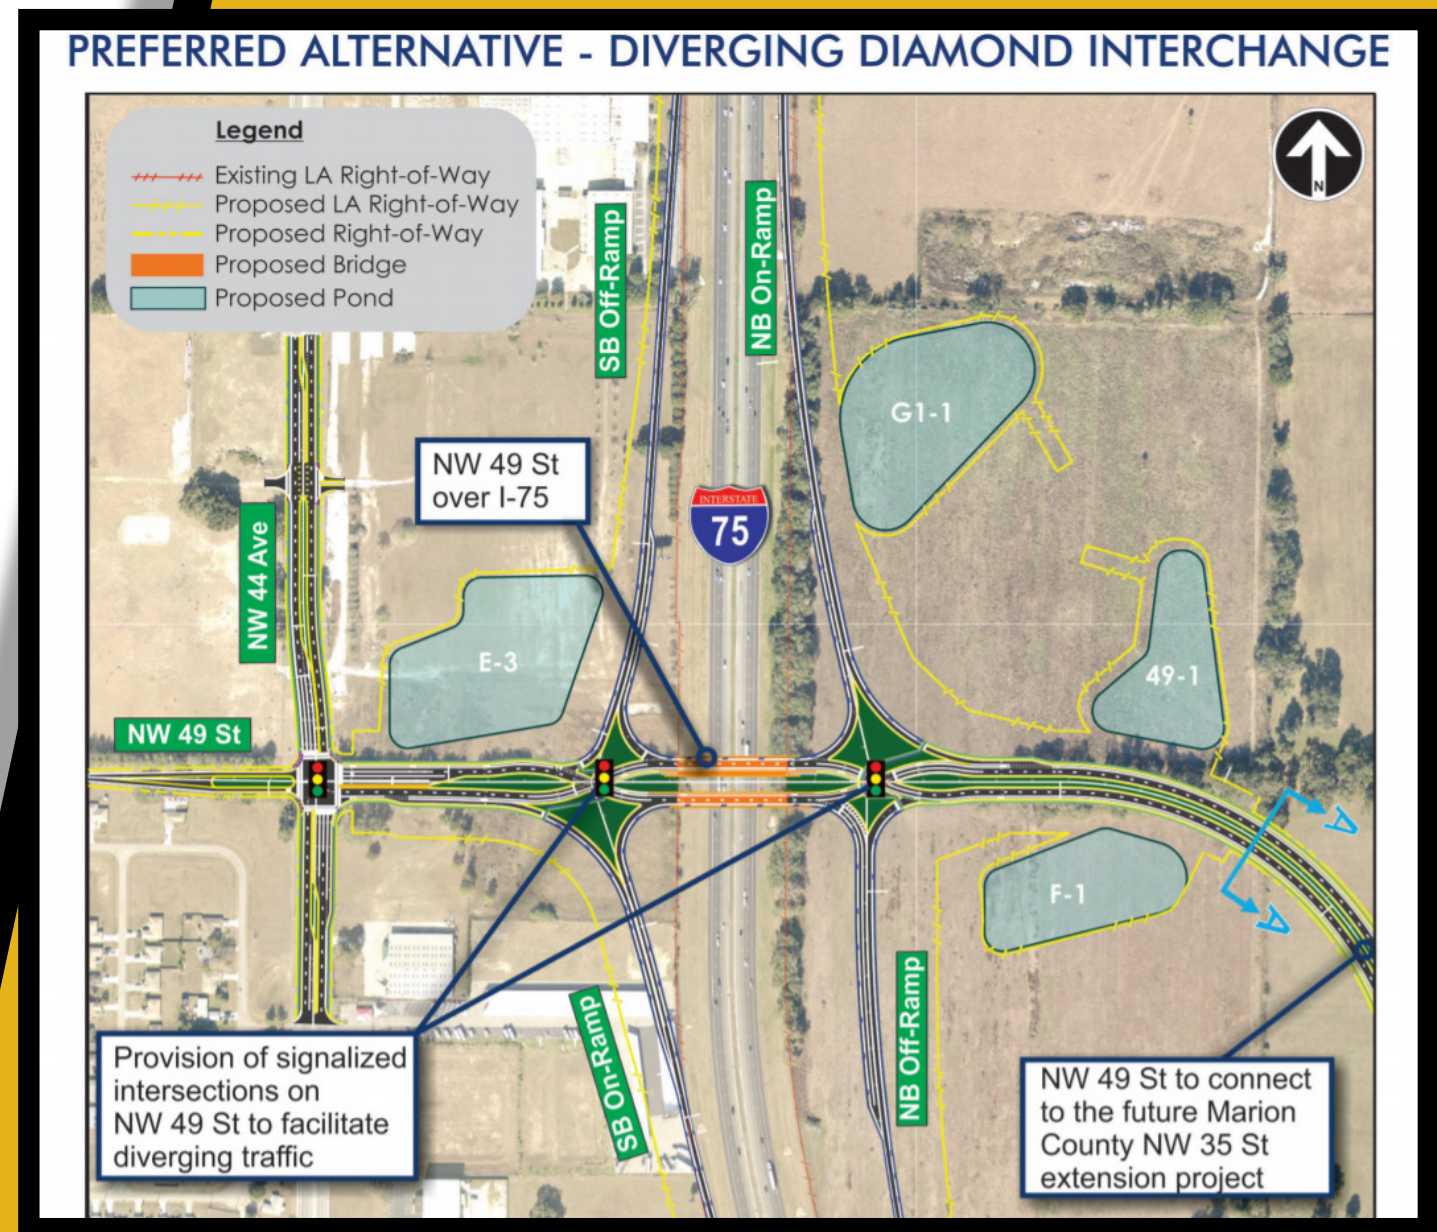 PREFERRED ALTERNATIVE - DIVERGING DIAMOND INTERCHANGE
Legend
Existing LA Right-of-Way
Proposed LA Right-of-Way
Proposed Right-of-Way
Proposed Bridge
Proposed Pond
N
SB Off-Ramp
NB On-Ramp
G1-1
NW 49 St
over I-75
INTERSTATE
75
NW 44 Ave
E-3
49-1
NW 49 St
A
F-1
A
SB On-Ramp
NB Off-Ramp
Provision of signalized
intersections on
NW 49 St to facilitate
diverging traffic
NW 49 St to connect
to the future Marion
County NW 35 St
extension project